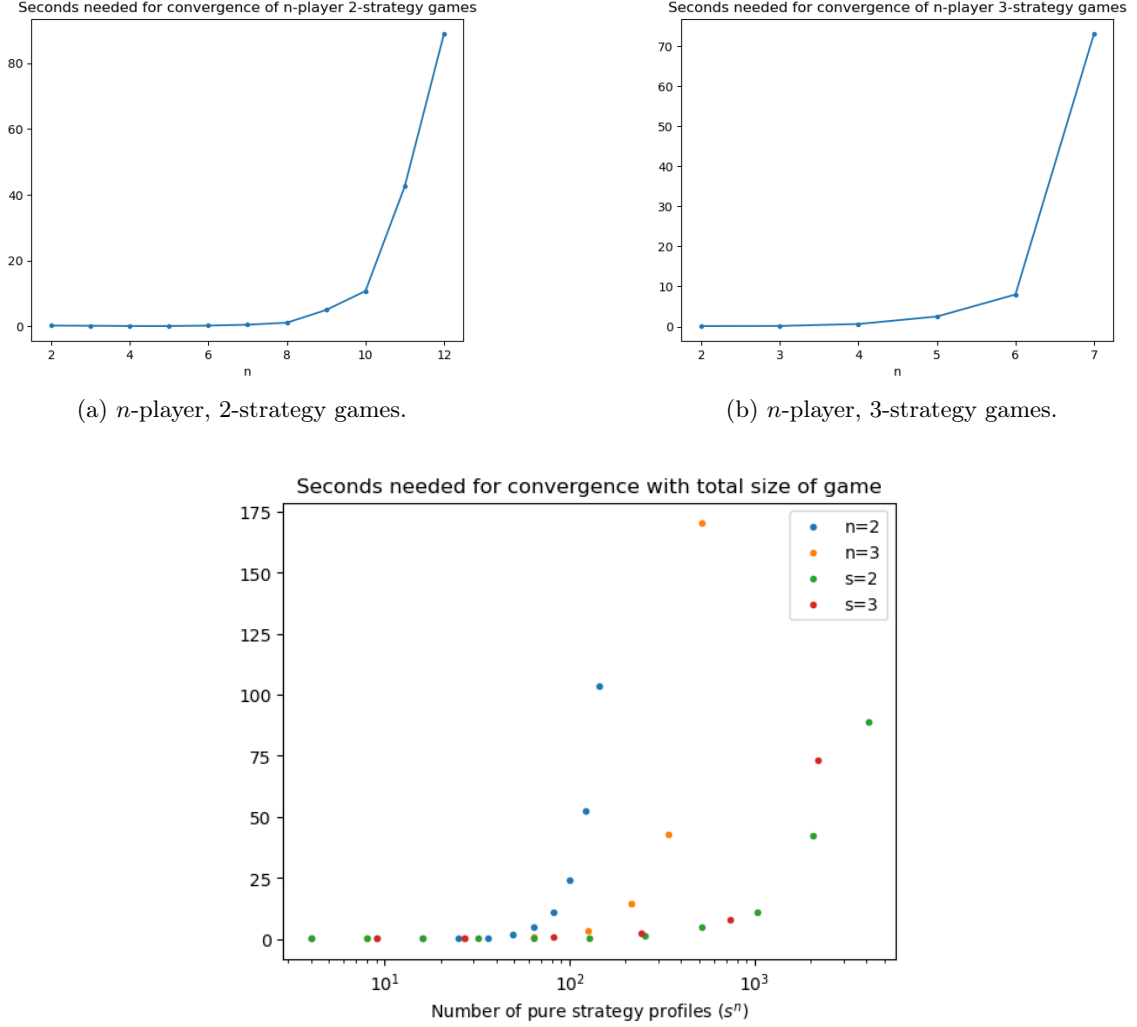 Seconds needed for convergence of n-player 2-strategy games
80
60
40
20
0
2 4 6 8 10 12
n
(a) n-player, 2-strategy games.
Seconds needed for convergence of n-player 3-strategy games
70
60
50
40
30
20
10
0
2 3 4 5 6 7
n
(b) n-player, 3-strategy games.
Seconds needed for convergence with total size of game
175
150
125
100
75
50
25
0
n=2
n=3
s=2
s=3
10¹ 10² 10³
Number of pure strategy profiles (sⁿ)